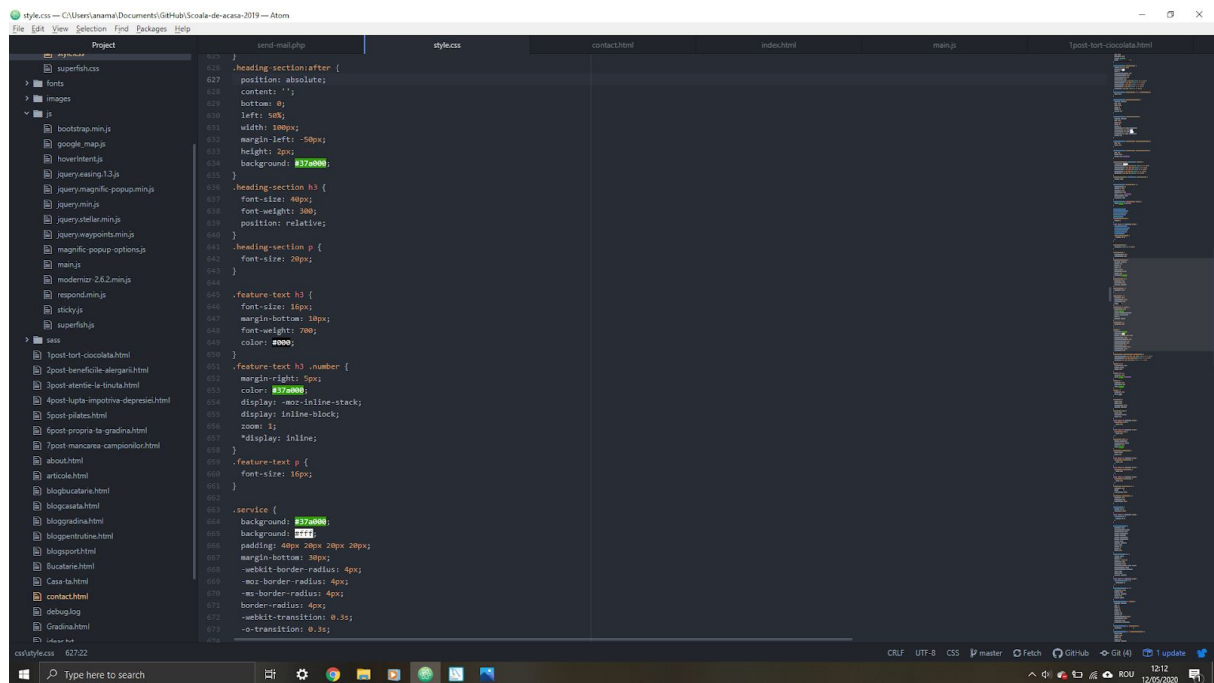 style.css — C:\Users\anama\Documents\GitHub\Scoala-de-acasa-2019 — Atom
File Edit View Selection Find Packages Help
Project
send-mail.php
style.css
contact.html
index.html
main.js
1post-tort-ciocolata.html
style.css
superfish.css
fonts
images
js
bootstrap.min.js
google_map.js
hoverIntent.js
jquery.easing.1.3.js
jquery.magnific-popup.min.js
jquery.min.js
jquery.stellar.min.js
jquery.waypoints.min.js
magnific-popup-options.js
main.js
modernizr-2.6.2.min.js
respond.min.js
sticky.js
superfish.js
sass
1post-tort-ciocolata.html
2post-beneficiile-alergarii.html
3post-atentie-la-tinuta.html
4post-lupta-impotriva-depresiei.html
5post-pilates.html
6post-propria-ta-gradina.html
7post-mancarea-campionilor.html
about.html
articole.html
blogbucatarie.html
blogcasata.html
bloggradina.html
blogpentrutine.html
blogsport.html
Bucatarie.html
Casa-ta.html
contact.html
debug.log
Gradina.html
ideas.txt
625 }
626 .heading-section:after {
627 position: absolute;
628 content: '';
629 bottom: 0;
630 left: 50%;
631 width: 100px;
632 margin-left: -50px;
633 height: 2px;
634 background: #37a000;
635 }
636 .heading-section h3 {
637 font-size: 40px;
638 font-weight: 300;
639 position: relative;
640 }
641 .heading-section p {
642 font-size: 20px;
643 }
644
645 .feature-text h3 {
646 font-size: 16px;
647 margin-bottom: 10px;
648 font-weight: 700;
649 color: #000;
650 }
651 .feature-text h3 .number {
652 margin-right: 5px;
653 color: #37a000;
654 display: -moz-inline-stack;
655 display: inline-block;
656 zoom: 1;
657 *display: inline;
658 }
659 .feature-text p {
660 font-size: 16px;
661 }
662
663 .service {
664 background: #37a000;
665 background: #fff;
666 padding: 40px 20px 20px 20px;
667 margin-bottom: 30px;
668 -webkit-border-radius: 4px;
669 -moz-border-radius: 4px;
670 -ms-border-radius: 4px;
671 border-radius: 4px;
672 -webkit-transition: 0.3s;
673 -o-transition: 0.3s;
css\style.css 627:22
CRLF UTF-8 CSS master Fetch GitHub Git (4) 1 update
Type here to search
ROU
12:12
12/05/2020